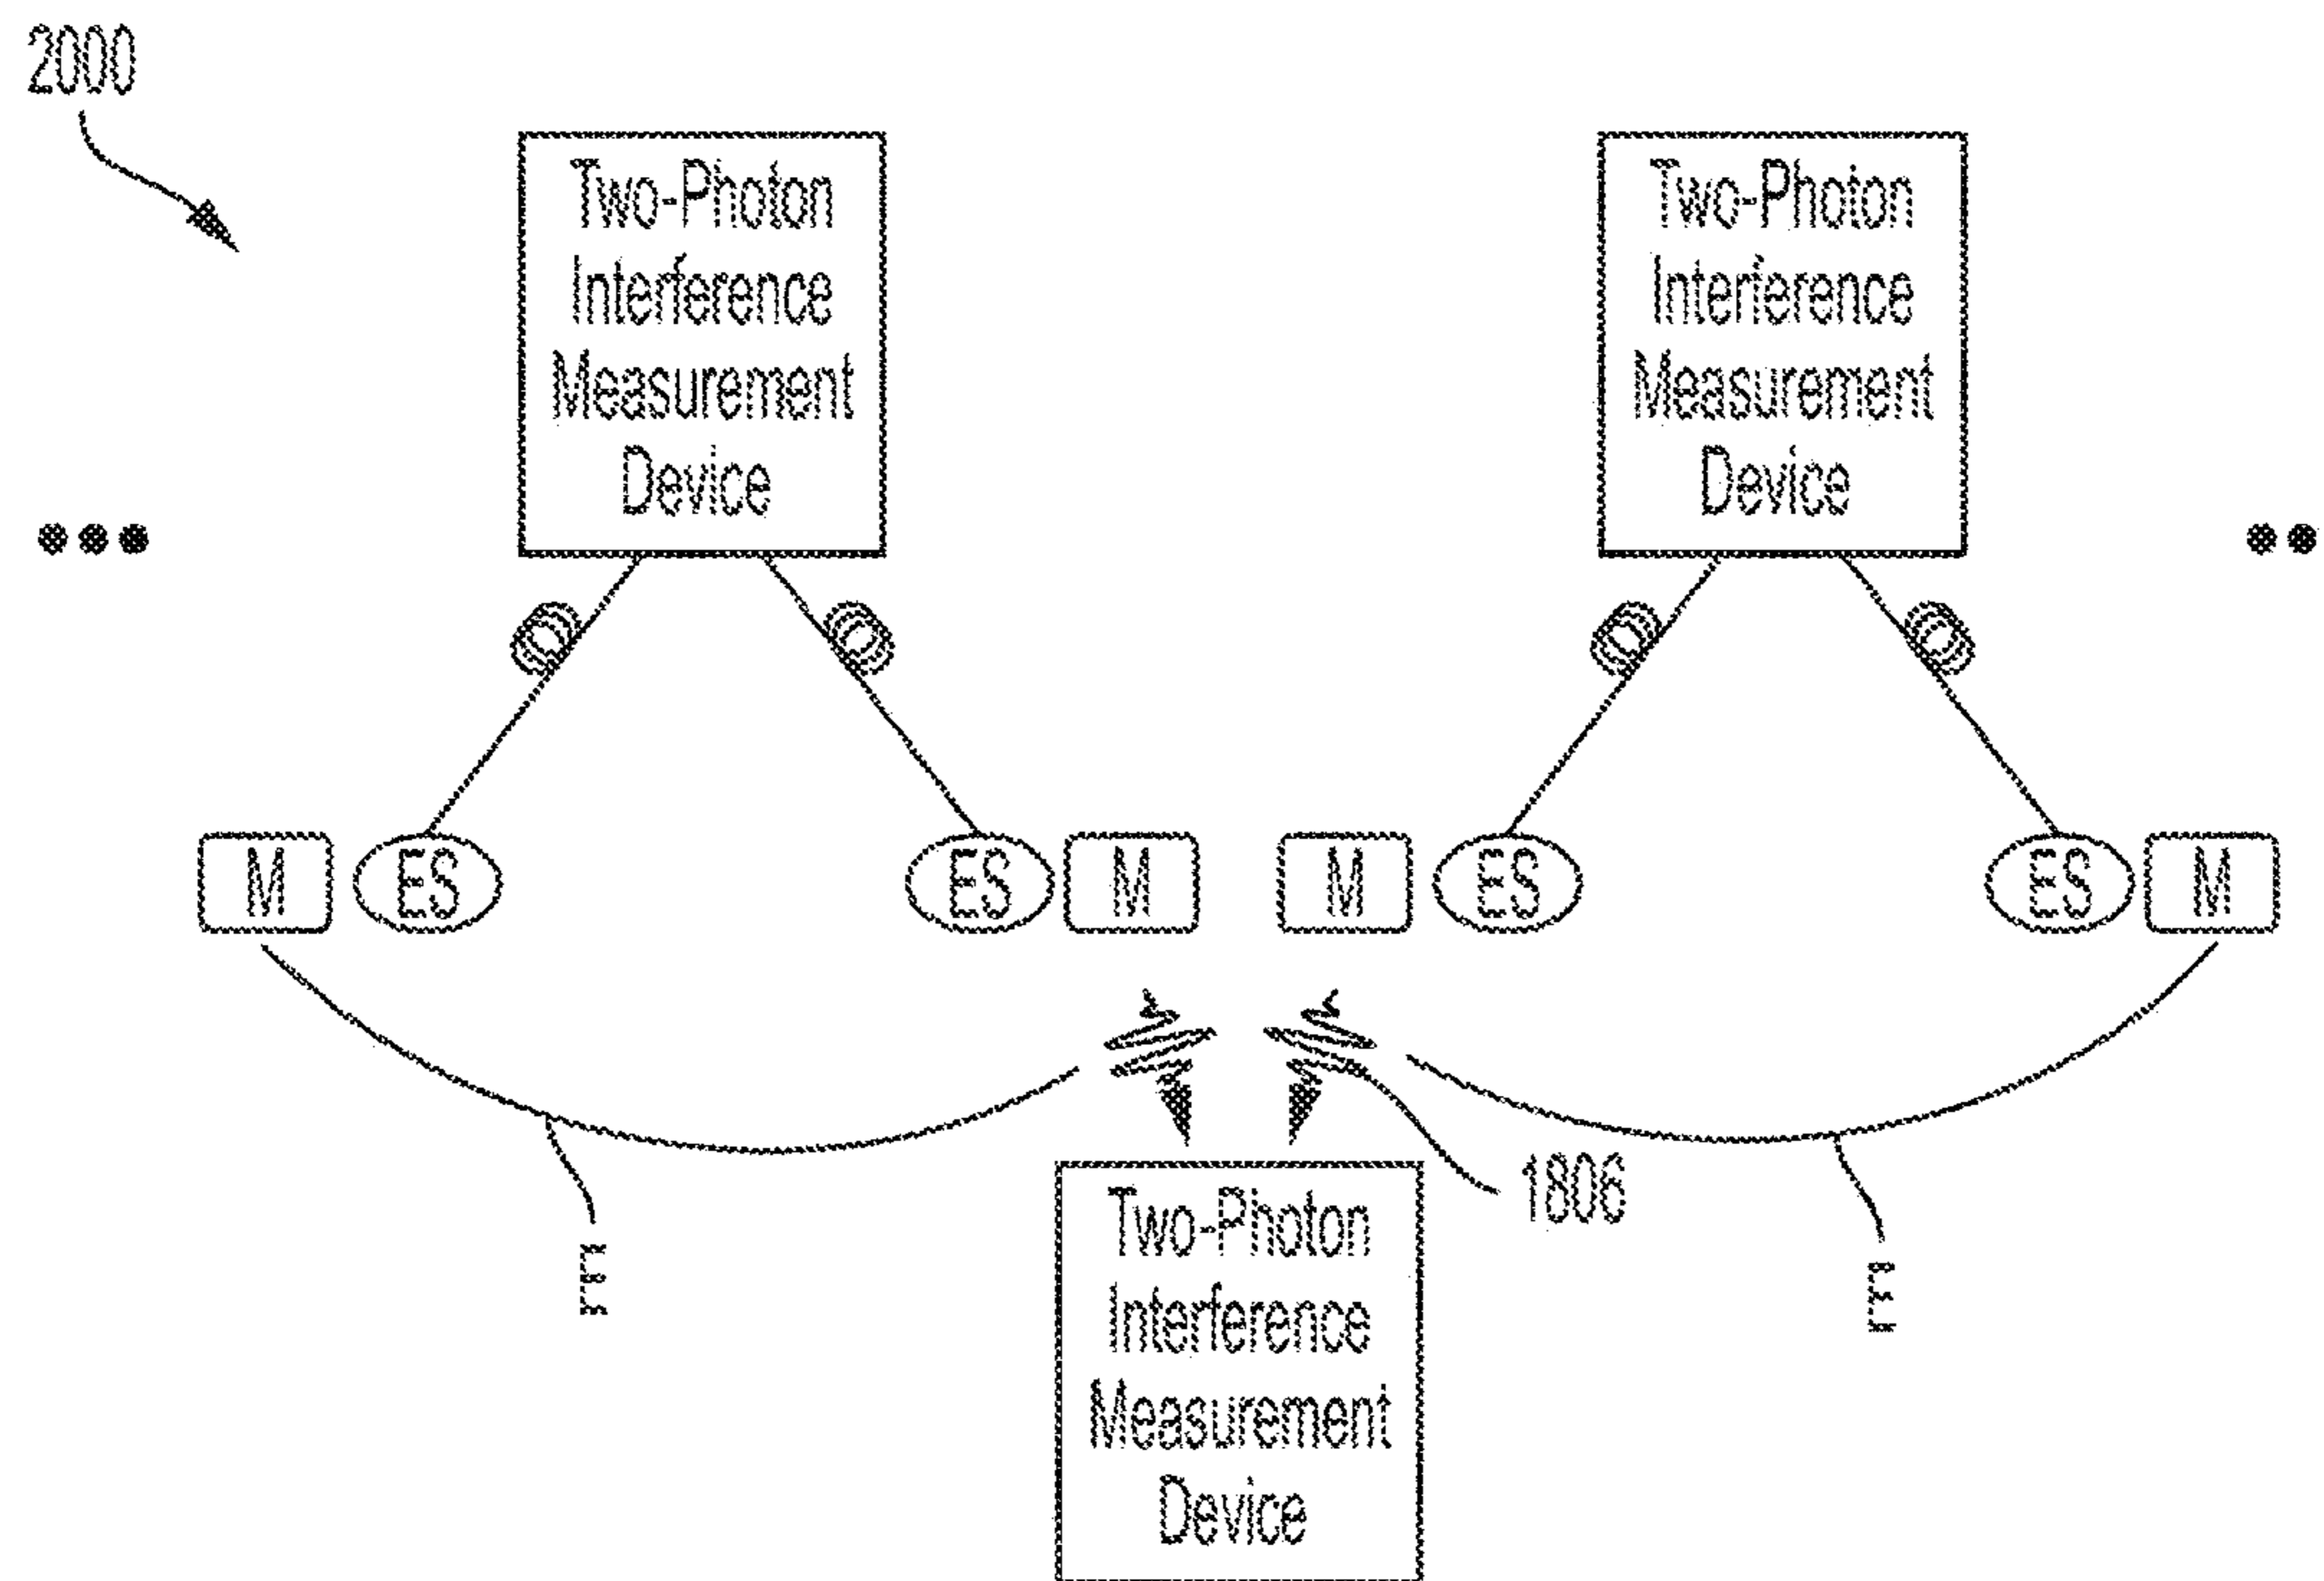 2000
Two-Photon
Interference
Measurement
Device
Two-Photon
Interference
Measurement
Device
M ES ES M M ES ES M
1806
E
E
Two-Photon
Interference
Measurement
Device